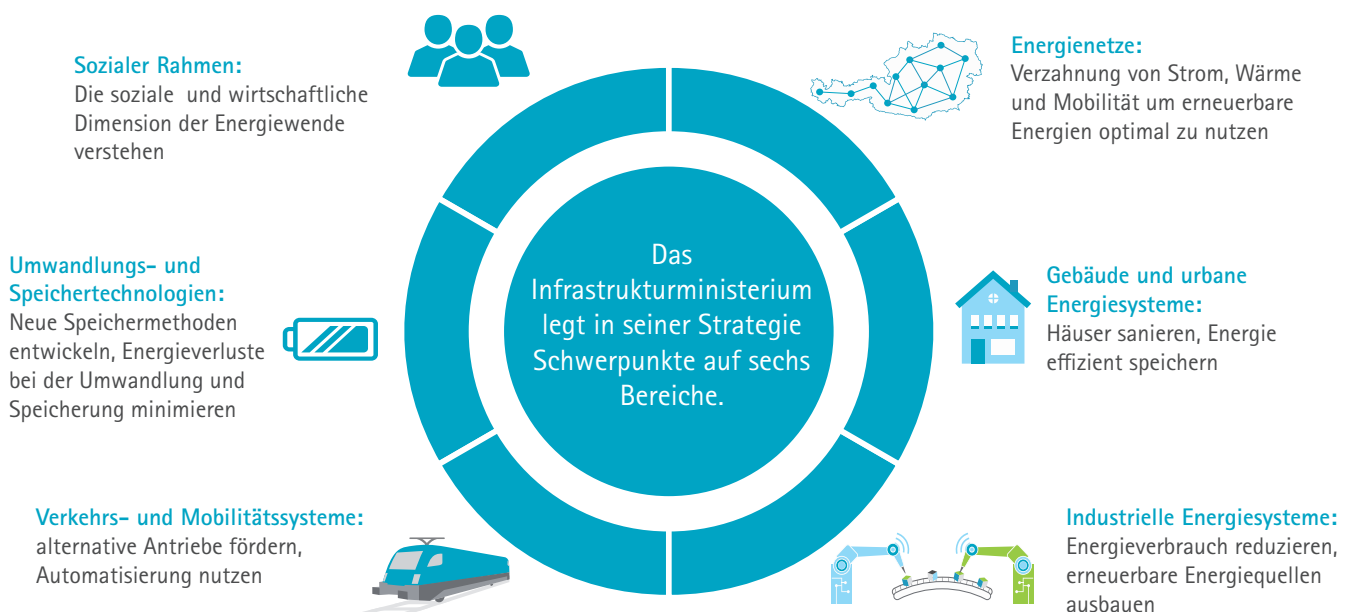 Sozialer Rahmen:
Die soziale und wirtschaftliche
Dimension der Energiewende
verstehen
Energienetze:
Verzahnung von Strom, Wärme
und Mobilität um erneuerbare
Energien optimal zu nutzen
Umwandlungs- und
Speichertechnologien:
Neue Speichermethoden
entwickeln, Energieverluste
bei der Umwandlung und
Speicherung minimieren
Das
Infrastrukturministerium
legt in seiner Strategie
Schwerpunkte auf sechs
Bereiche.
Gebäude und urbane
Energiesysteme:
Häuser sanieren, Energie
effizient speichern
Verkehrs- und Mobilitätssysteme:
alternative Antriebe fördern,
Automatisierung nutzen
Industrielle Energiesysteme:
Energieverbrauch reduzieren,
erneuerbare Energiequellen
ausbauen